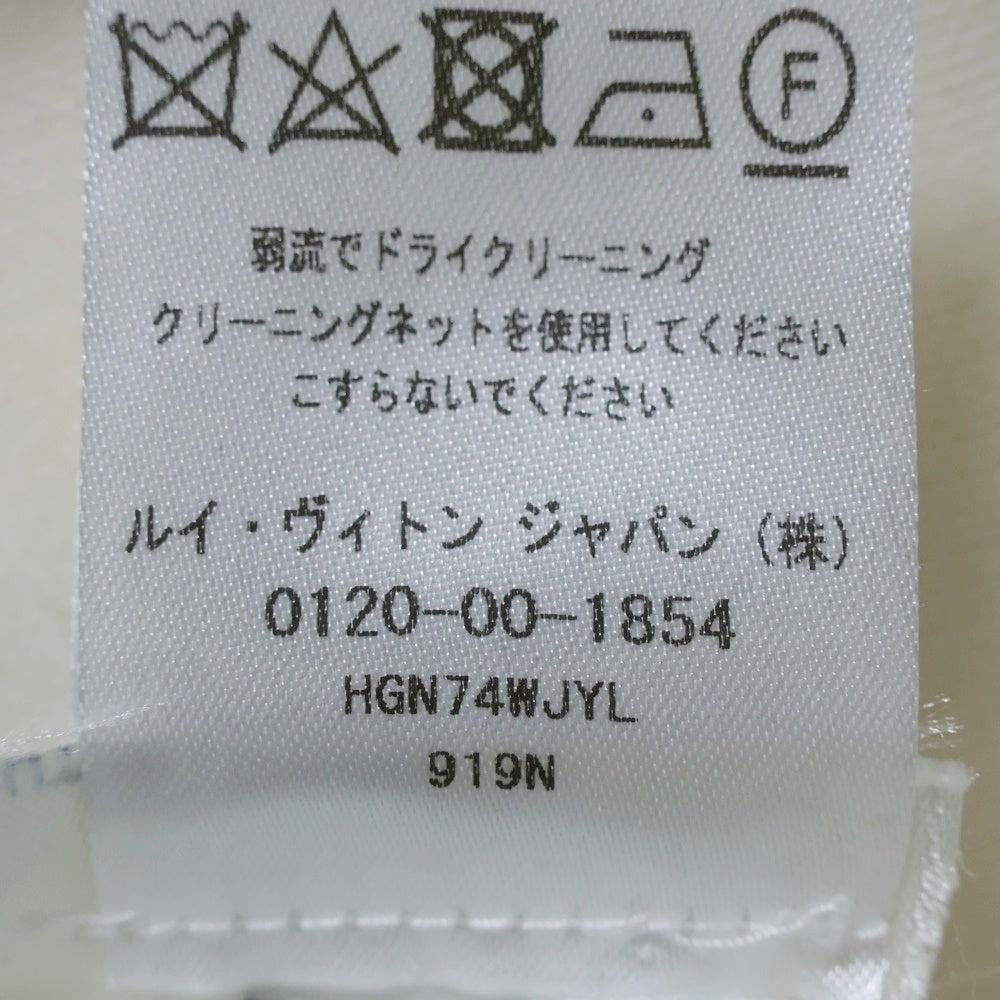 F
弱流でドライクリーニング
クリーニングネットを使用してください
こすらないでください
ルイ・ヴィトン ジャパン (株)
0120-00-1854
HGN74WJYL
919N